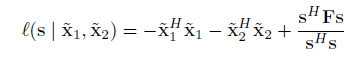 ℓ(s | x̃₁, x̃₂) = −x̃₁ᴴx̃₁ − x̃₂ᴴx̃₂ + sᴴFs / sᴴs